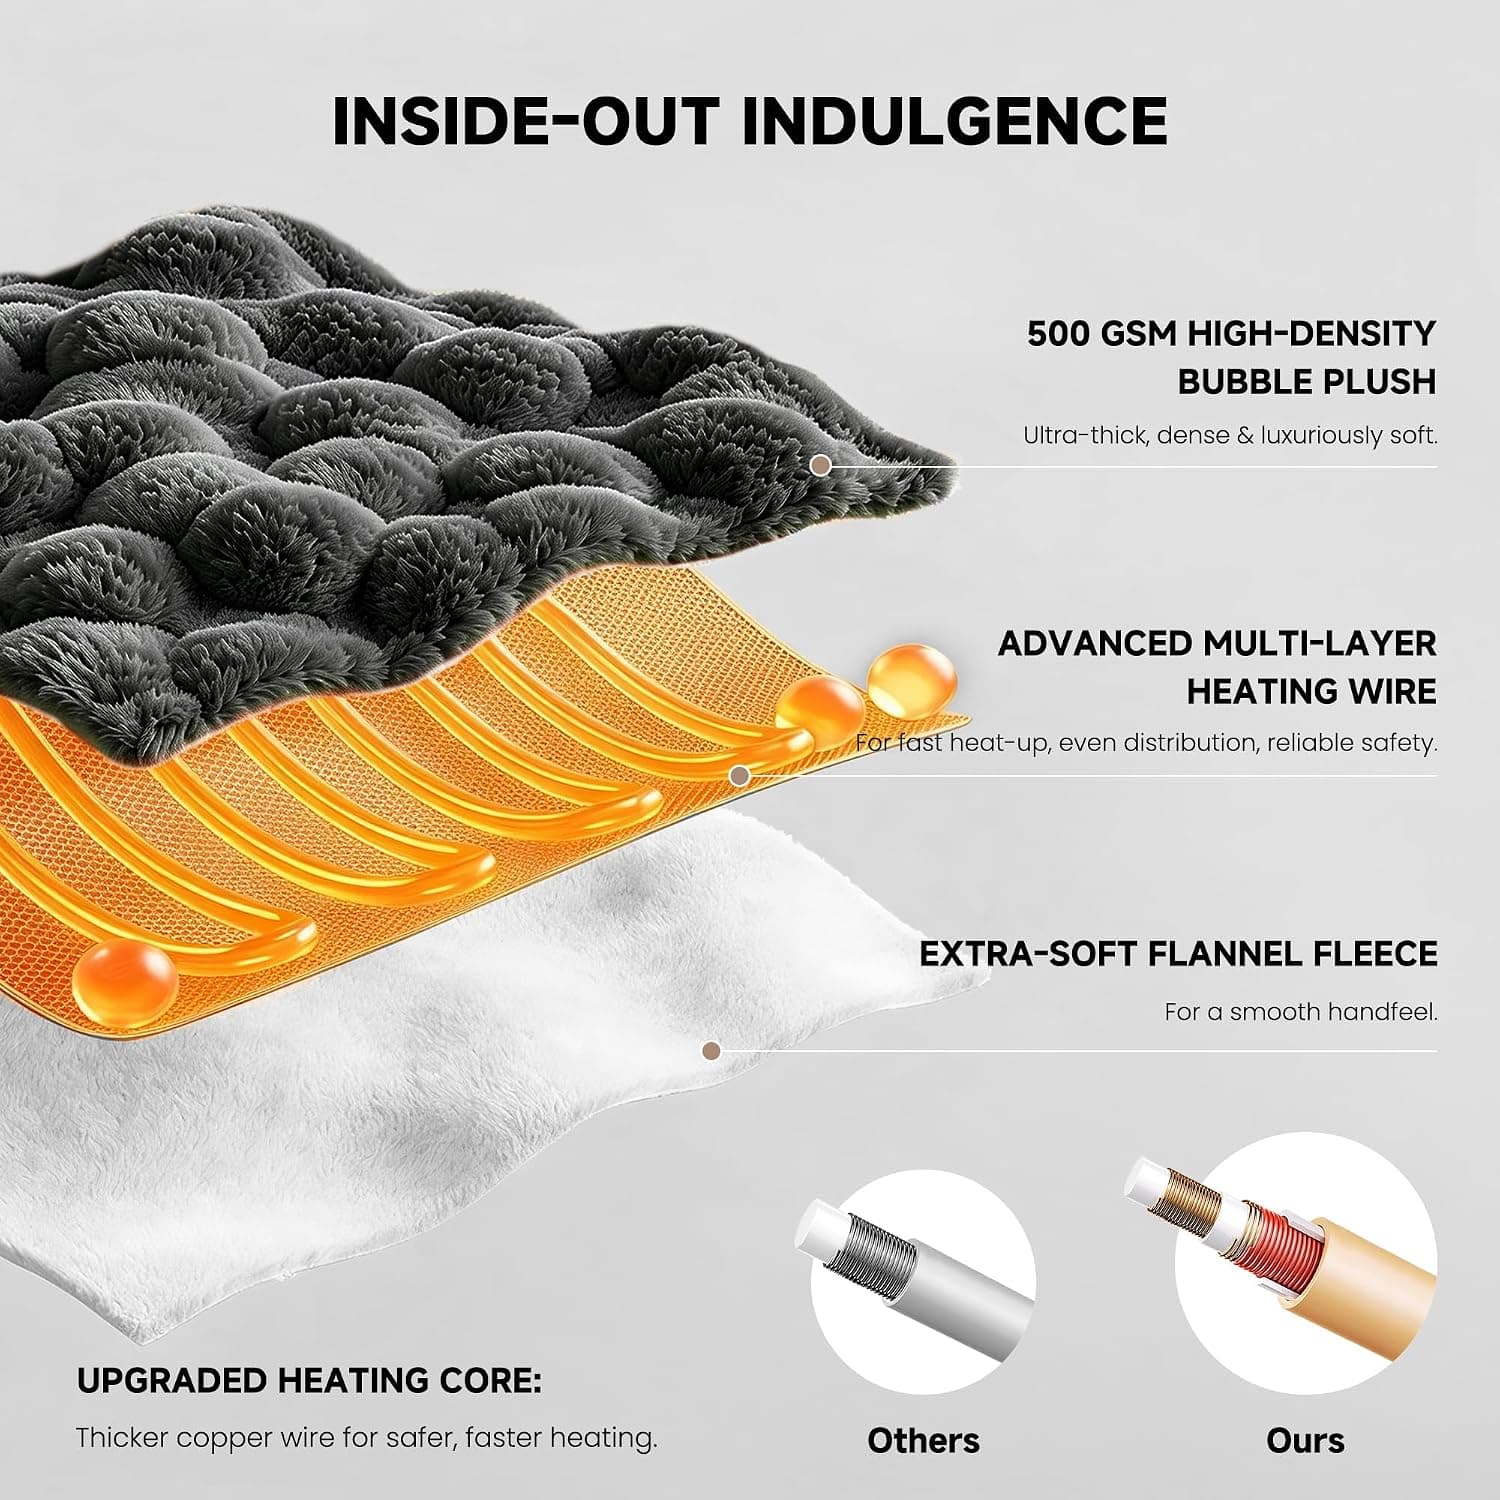 INSIDE-OUT INDULGENCE
500 GSM HIGH-DENSITY
BUBBLE PLUSH
Ultra-thick, dense & luxuriously soft.
ADVANCED MULTI-LAYER
HEATING WIRE
For fast heat-up, even distribution, reliable safety.
EXTRA-SOFT FLANNEL FLEECE
For a smooth handfeel.
UPGRADED HEATING CORE:
Thicker copper wire for safer, faster heating.
Others
Ours